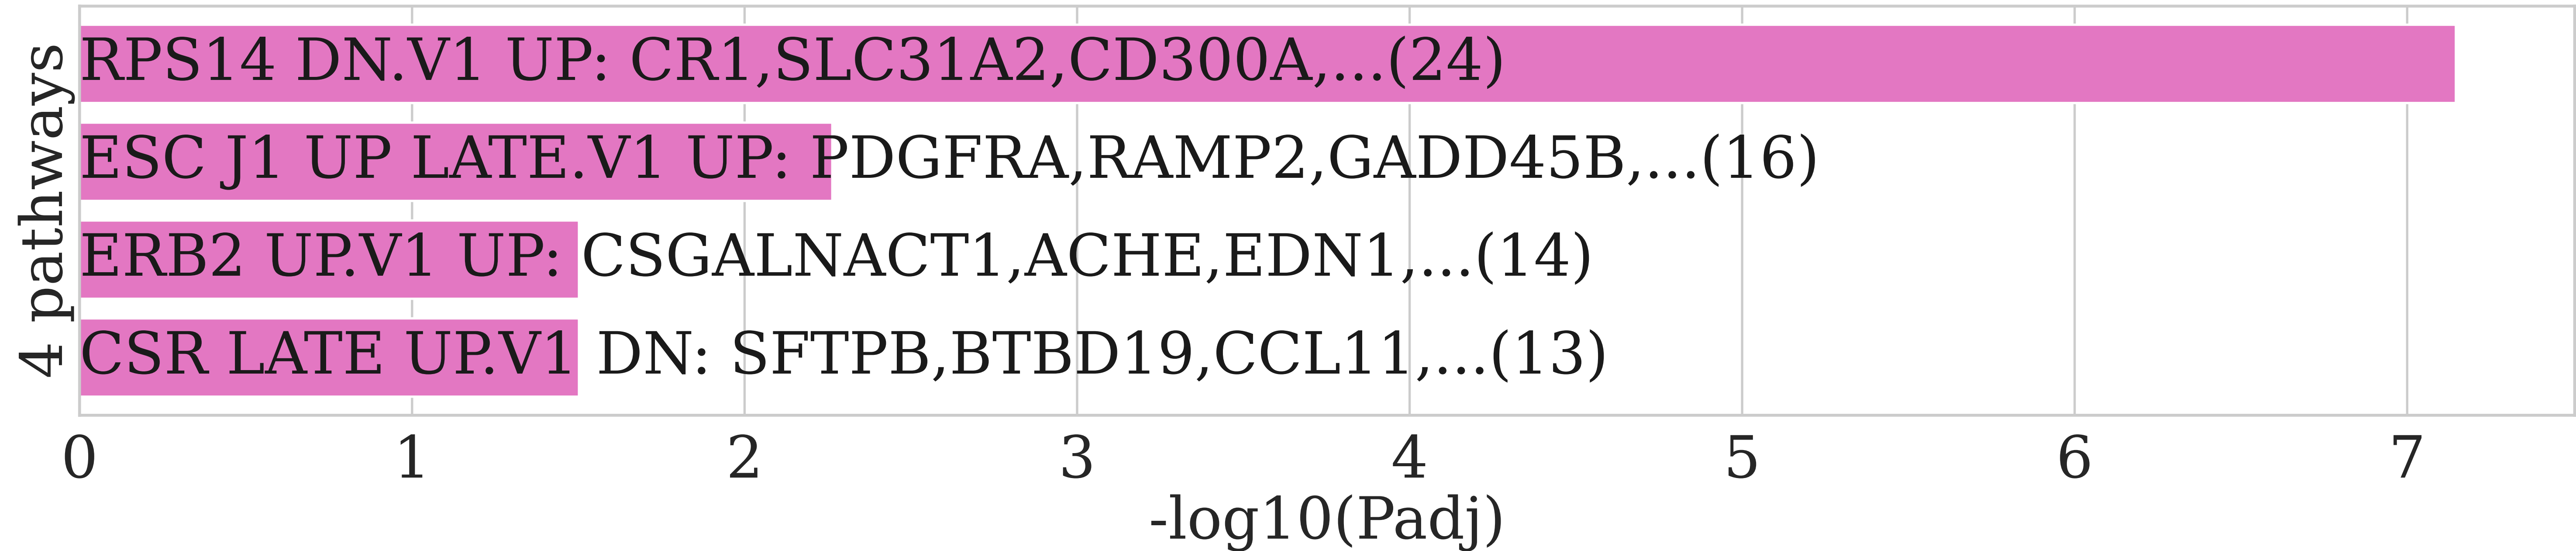 4 pathways
RPS14 DN.V1 UP: CR1,SLC31A2,CD300A,...(24)
ESC J1 UP LATE.V1 UP: PDGFRA,RAMP2,GADD45B,...(16)
ERB2 UP.V1 UP: CSGALNACT1,ACHE,EDN1,...(14)
CSR LATE UP.V1 DN: SFTPB,BTBD19,CCL11,...(13)
0 1 2 3 4 5 6 7
-log10(Padj)